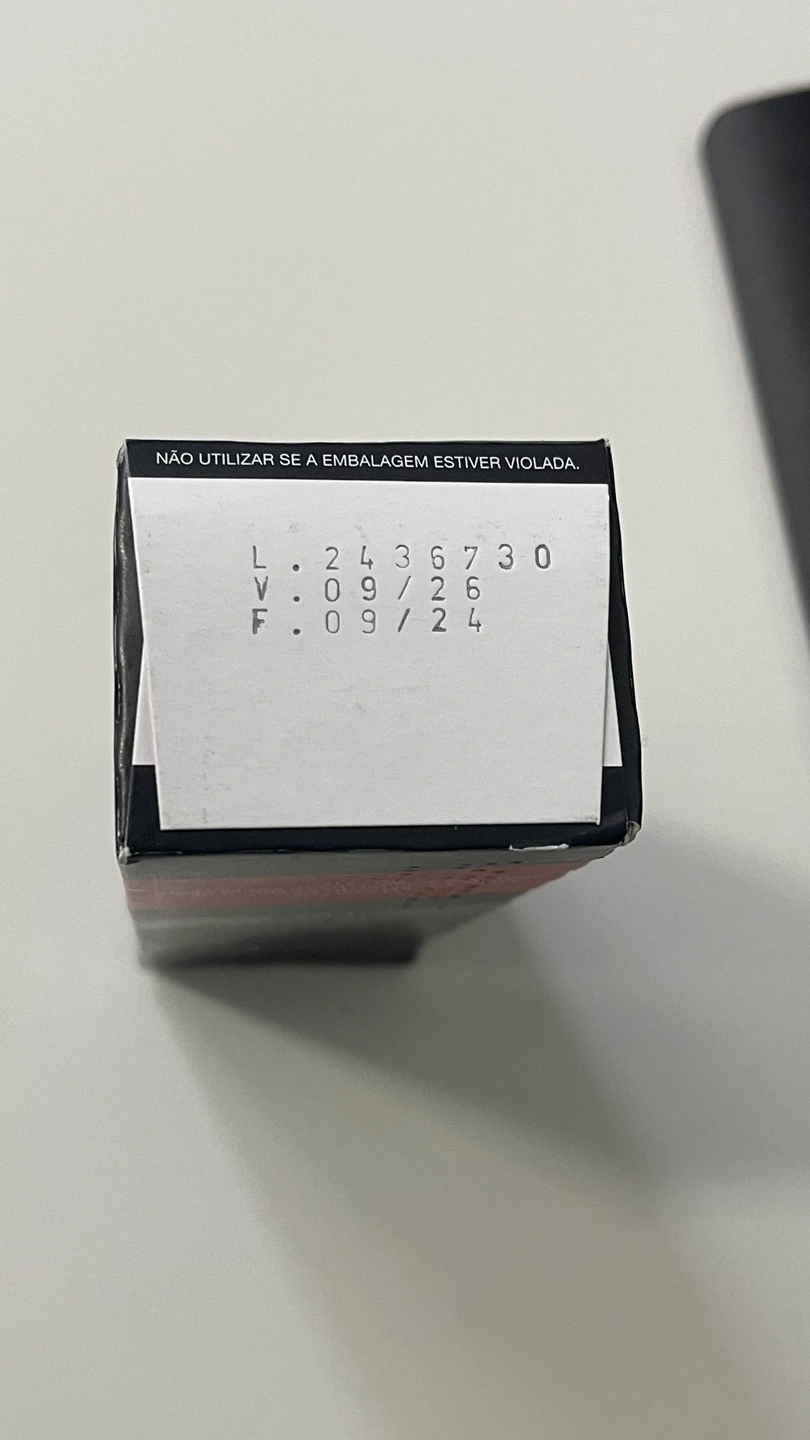 NÃO UTILIZAR SE A EMBALAGEM ESTIVER VIOLADA.
L.2436730
V.09/26
F.09/24